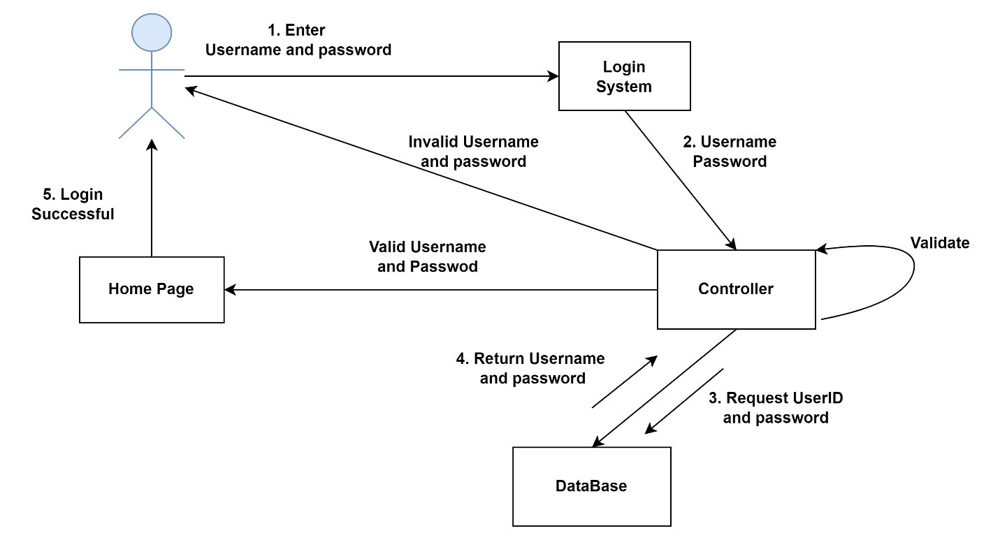 1. Enter
Username and password
Login
System
Invalid Username
and password
2. Username
Password
5. Login
Successful
Valid Username
and Passwod
Validate
Home Page
Controller
4. Return Username
and password
3. Request UserID
and password
DataBase